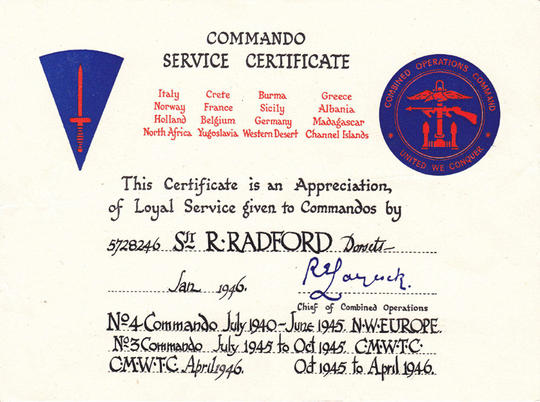 COMMANDO
SERVICE CERTIFICATE
Italy Crete Burma Greece
Norway France Sicily Albania
Holland Belgium Germany Madagascar
North Africa Yugoslavia Western Desert Channel Islands
COMBINED OPERATIONS COMMAND
UNITED WE CONQUER
This Certificate is an Appreciation,
of Loyal Service given to Commandos by
5728246 Sjt R·RADFORD Dorsets
Jan 1946.
R E Laycock.
Chief of Combined Operations
No 4 Commando July 1940–June 1945. N.W. EUROPE.
No 3 Commando July 1945 to Oct 1945. C·M·W·T·C·
C·M·W·T·C· April 1946. Oct 1945 to April 1946.